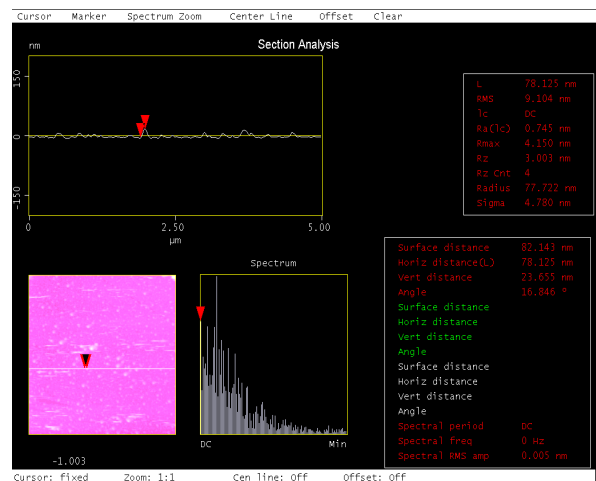 Cursor Marker Spectrum Zoom Center Line Offset Clear
nm
Section Analysis
150
0
-150
0 2.50 5.00
µm
L 78.125 nm
RMS 9.104 nm
lc DC
Ra(lc) 0.745 nm
Rmax 4.150 nm
Rz 3.003 nm
Rz Cnt 4
Radius 77.722 nm
Sigma 4.780 nm
Surface distance 82.143 nm
Horiz distance(L) 78.125 nm
Vert distance 23.655 nm
Angle 16.846 °
Surface distance
Horiz distance
Vert distance
Angle
Surface distance
Horiz distance
Vert distance
Angle
Spectral period DC
Spectral freq 0 Hz
Spectral RMS amp 0.005 nm
Spectrum
DC Min
-1.003
Cursor: fixed Zoom: 1:1 Cen line: Off Offset: Off